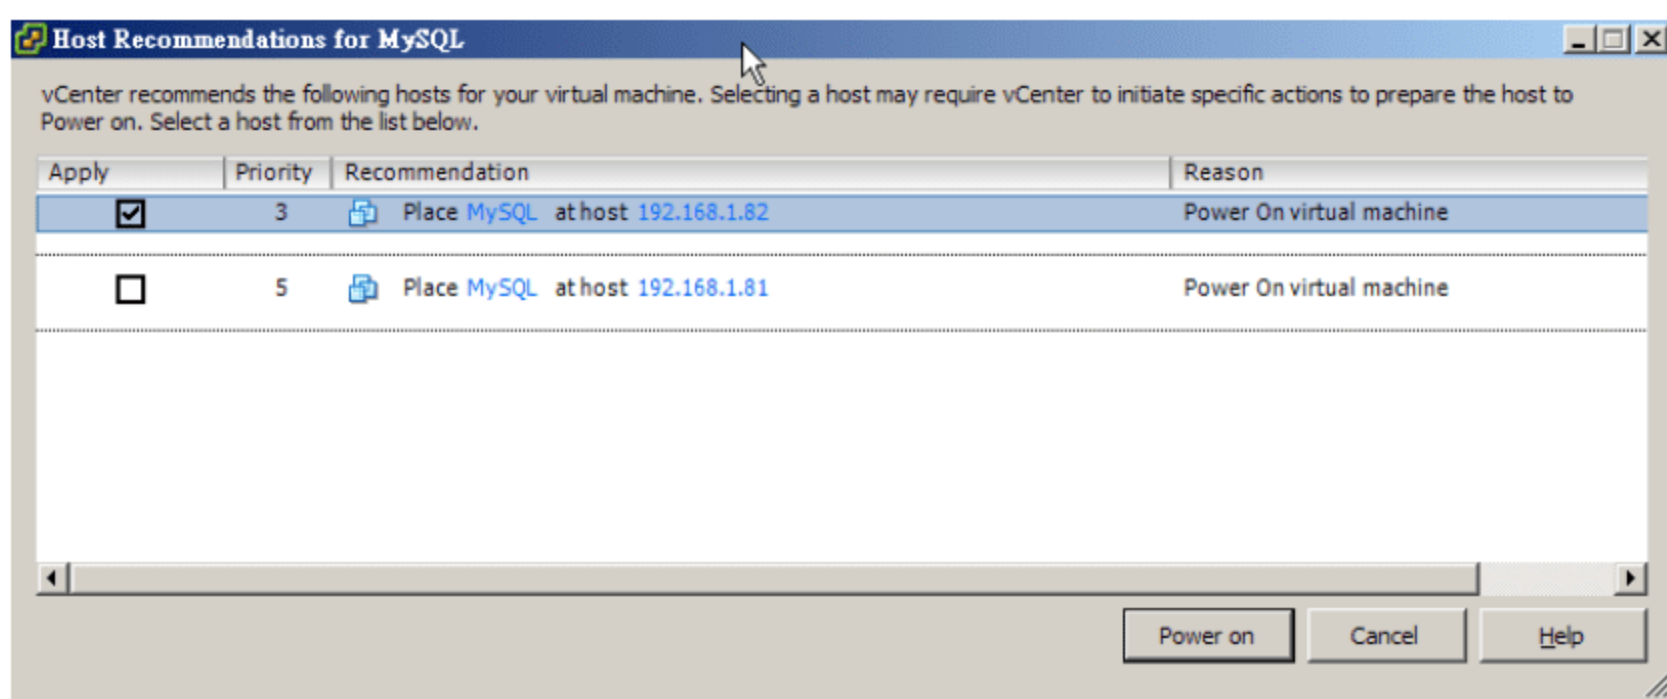 Host Recommendations for MySQL
vCenter recommends the following hosts for your virtual machine. Selecting a host may require vCenter to initiate specific actions to prepare the host to
Power on. Select a host from the list below.
Apply Priority Recommendation Reason
3 Place MySQL at host 192.168.1.82 Power On virtual machine
5 Place MySQL at host 192.168.1.81 Power On virtual machine
Power on Cancel Help